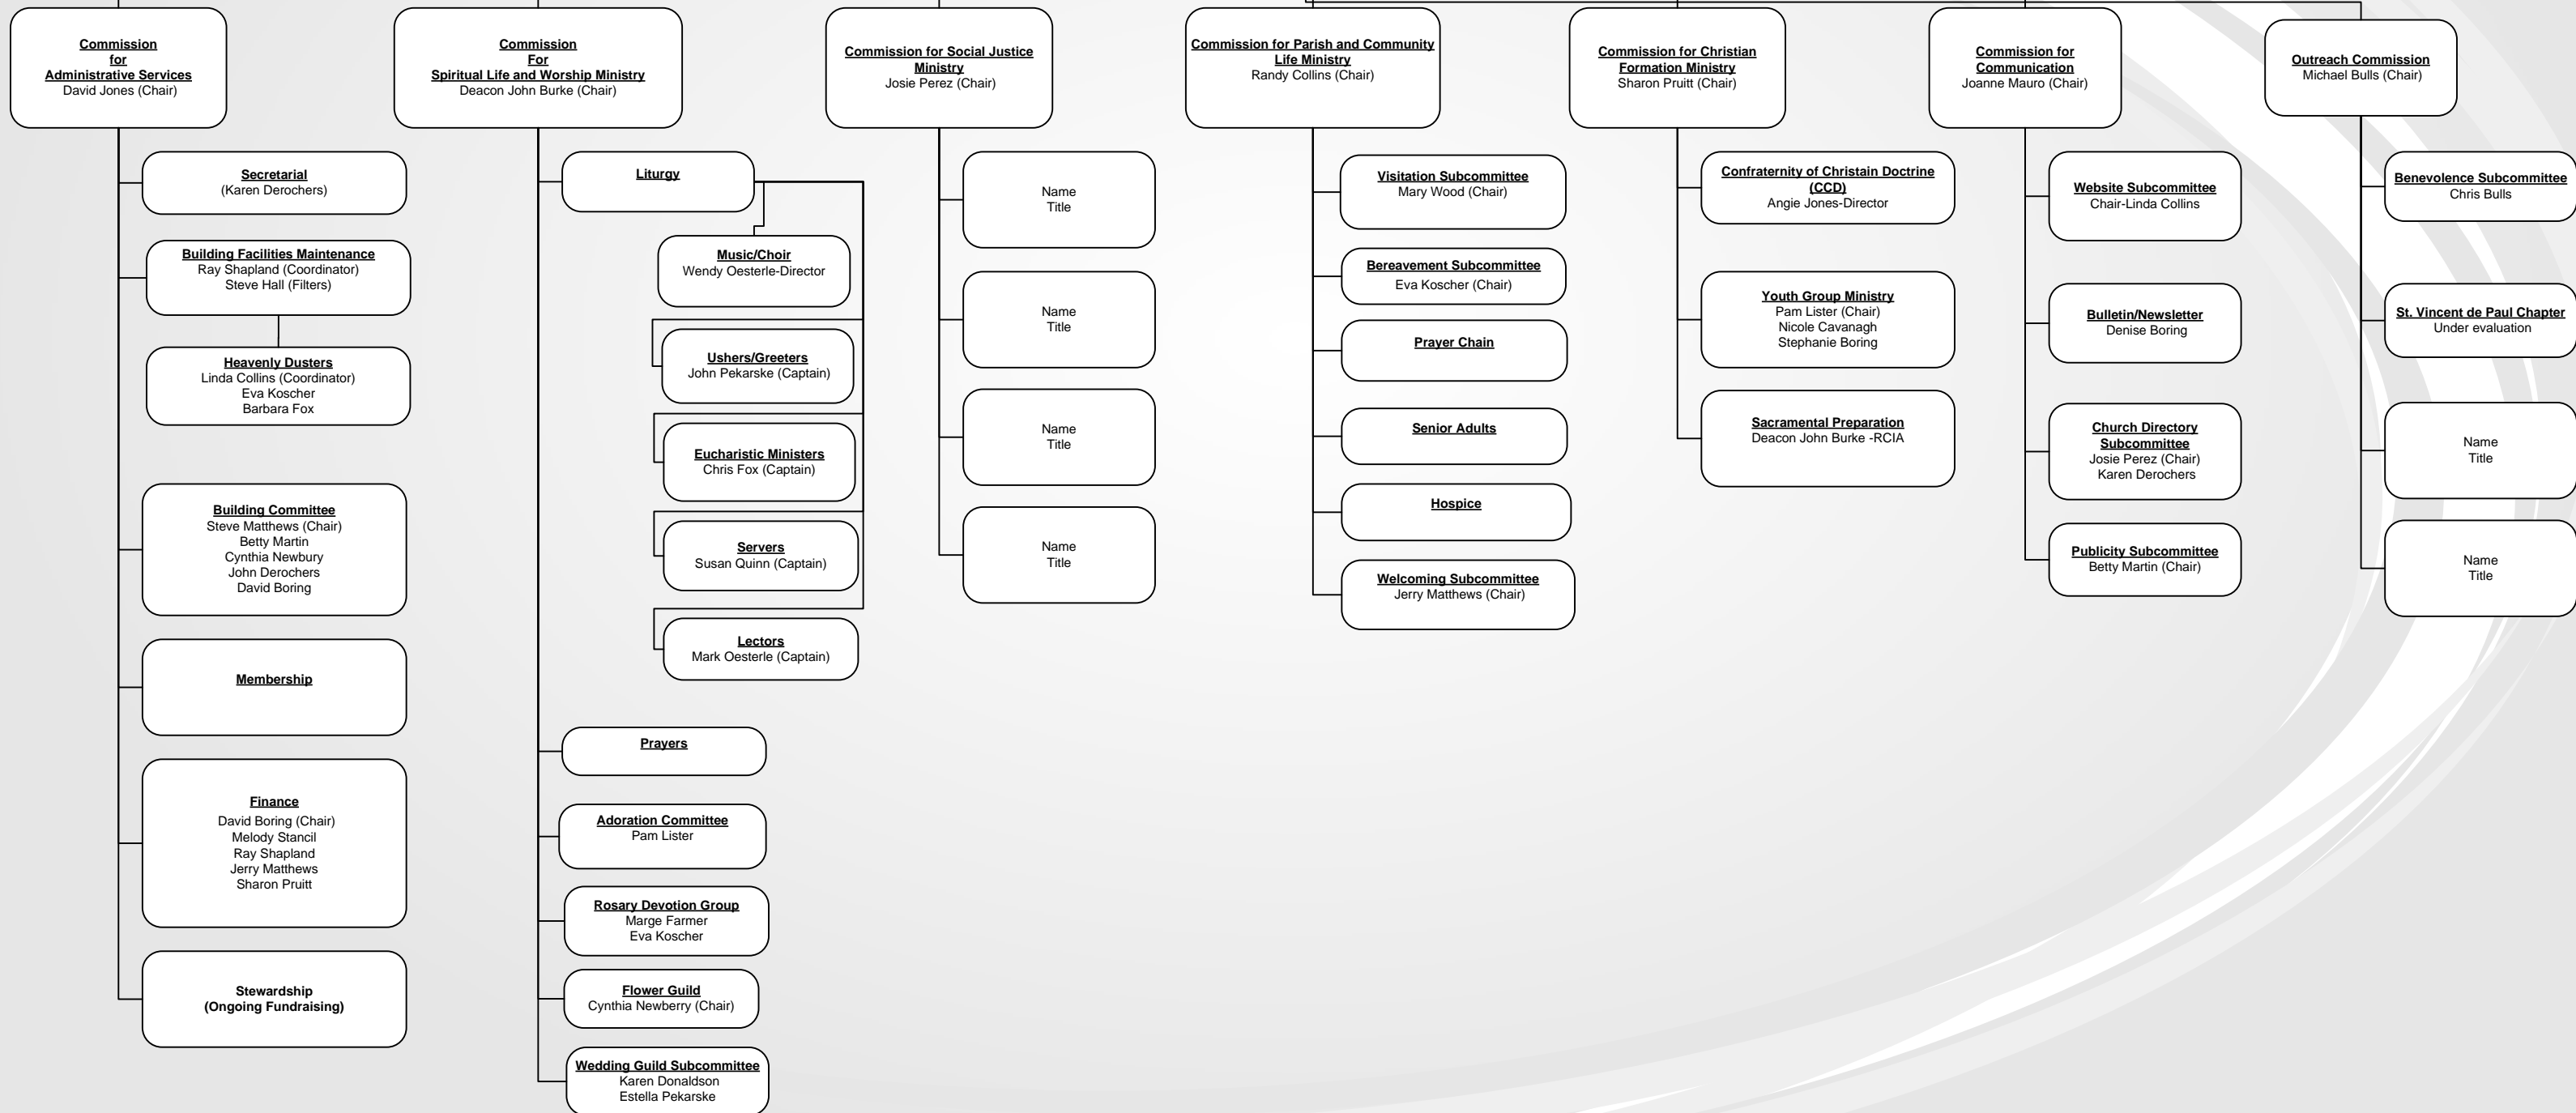 Commission
for
Administrative Services
David Jones (Chair)
Secretarial
(Karen Derochers)
Building Facilities Maintenance
Ray Shapland (Coordinator)
Steve Hall (Filters)
Heavenly Dusters
Linda Collins (Coordinator)
Eva Koscher
Barbara Fox
Building Committee
Steve Matthews (Chair)
Betty Martin
Cynthia Newbury
John Derochers
David Boring
Membership
Finance
David Boring (Chair)
Melody Stancil
Ray Shapland
Jerry Matthews
Sharon Pruitt
Stewardship
(Ongoing Fundraising)
Commission
For
Spiritual Life and Worship Ministry
Deacon John Burke (Chair)
Liturgy
Music/Choir
Wendy Oesterle-Director
Ushers/Greeters
John Pekarske (Captain)
Eucharistic Ministers
Chris Fox (Captain)
Servers
Susan Quinn (Captain)
Lectors
Mark Oesterle (Captain)
Prayers
Adoration Committee
Pam Lister
Rosary Devotion Group
Marge Farmer
Eva Koscher
Flower Guild
Cynthia Newberry (Chair)
Wedding Guild Subcommittee
Karen Donaldson
Estella Pekarske
Commission for Social Justice
Ministry
Josie Perez (Chair)
Name
Title
Name
Title
Name
Title
Name
Title
Commission for Parish and Community
Life Ministry
Randy Collins (Chair)
Visitation Subcommittee
Mary Wood (Chair)
Bereavement Subcommittee
Eva Koscher (Chair)
Prayer Chain
Senior Adults
Hospice
Welcoming Subcommittee
Jerry Matthews (Chair)
Commission for Christian
Formation Ministry
Sharon Pruitt (Chair)
Confraternity of Christain Doctrine
(CCD)
Angie Jones-Director
Youth Group Ministry
Pam Lister (Chair)
Nicole Cavanagh
Stephanie Boring
Sacramental Preparation
Deacon John Burke -RCIA
Commission for
Communication
Joanne Mauro (Chair)
Website Subcommittee
Chair-Linda Collins
Bulletin/Newsletter
Denise Boring
Church Directory
Subcommittee
Josie Perez (Chair)
Karen Derochers
Publicity Subcommittee
Betty Martin (Chair)
Outreach Commission
Michael Bulls (Chair)
Benevolence Subcommittee
Chris Bulls
St. Vincent de Paul Chapter
Under evaluation
Name
Title
Name
Title